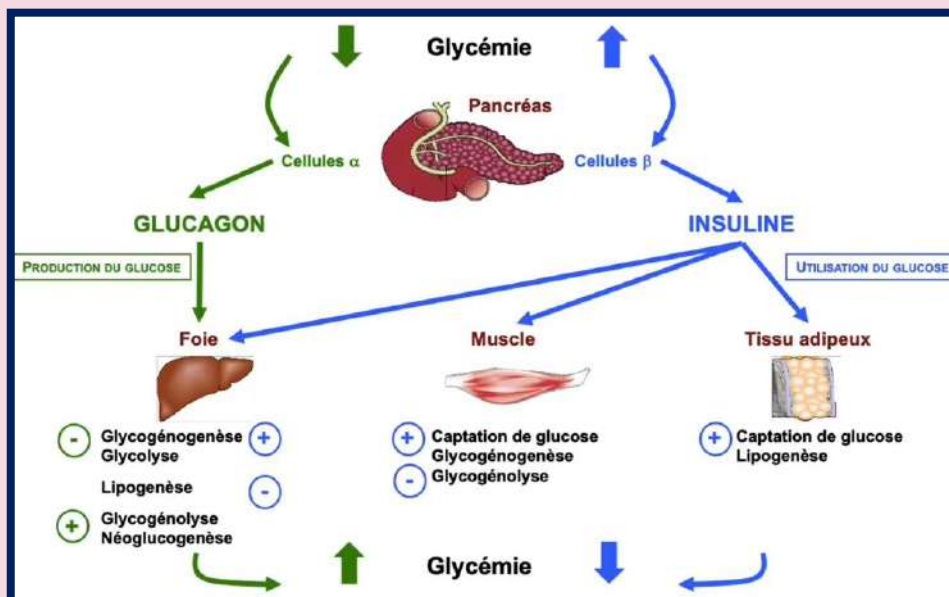 Glycémie
Pancréas
Cellules α
Cellules β
GLUCAGON
INSULINE
PRODUCTION DU GLUCOSE
UTILISATION DU GLUCOSE
Foie
Muscle
Tissu adipeux
- Glycogénogenèse +
Glycolyse
Lipogenèse -
+ Glycogénolyse
Néoglucogenèse
+ Captation de glucose
Glycogénogenèse
- Glycogénolyse
+ Captation de glucose
Lipogenèse
Glycémie